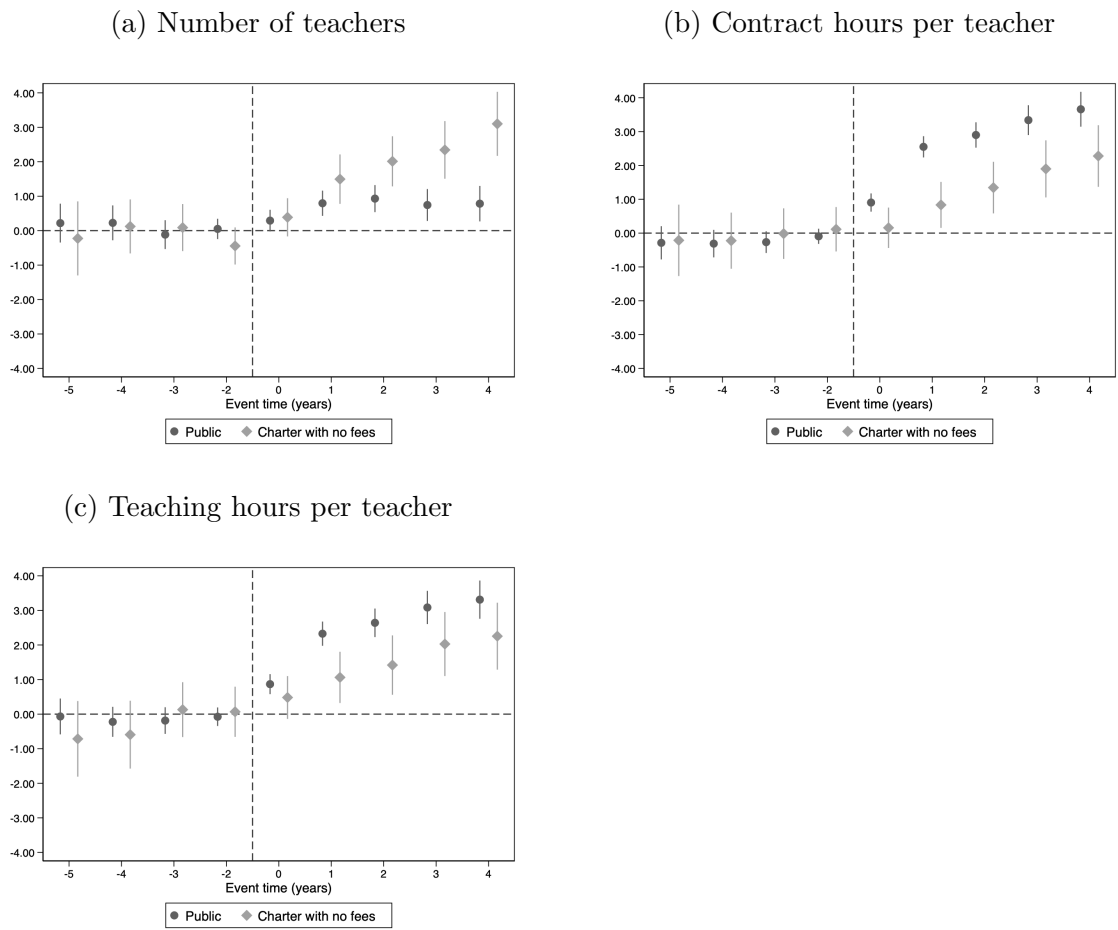 (a) Number of teachers
4.00
3.00
2.00
1.00
0.00
-1.00
-2.00
-3.00
-4.00
-5 -4 -3 -2 0 1 2 3 4
Event time (years)
Public Charter with no fees
(b) Contract hours per teacher
4.00
3.00
2.00
1.00
0.00
-1.00
-2.00
-3.00
-4.00
-5 -4 -3 -2 0 1 2 3 4
Event time (years)
Public Charter with no fees
(c) Teaching hours per teacher
4.00
3.00
2.00
1.00
0.00
-1.00
-2.00
-3.00
-4.00
-5 -4 -3 -2 0 1 2 3 4
Event time (years)
Public Charter with no fees